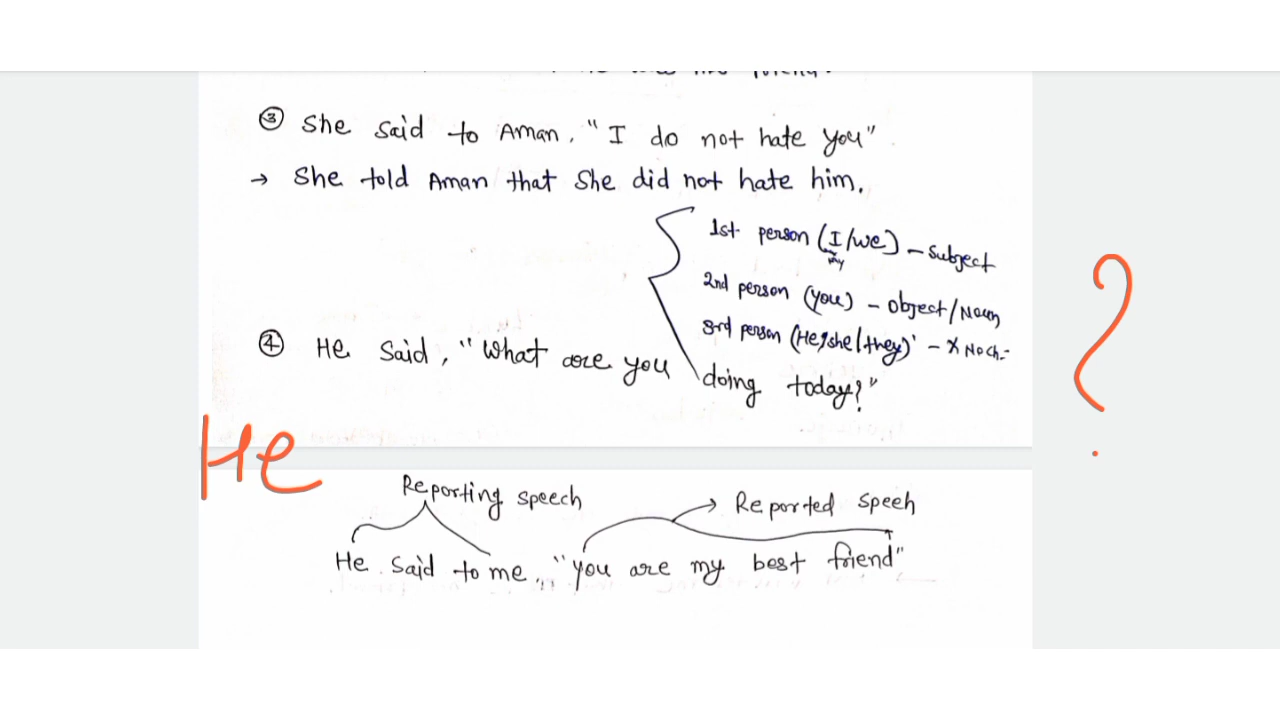 ③ She said to Aman, "I do not hate you"
→ She told Aman that She did not hate him.
1st person (I/we) - Subject
my
2nd person (you) - object/Noun
3rd person (He/she/they) - X No ch.-
④ He said, "What are you doing today?"
He
?
Reporting speech
→ Reported speeh
He said to me, "you are my best friend"